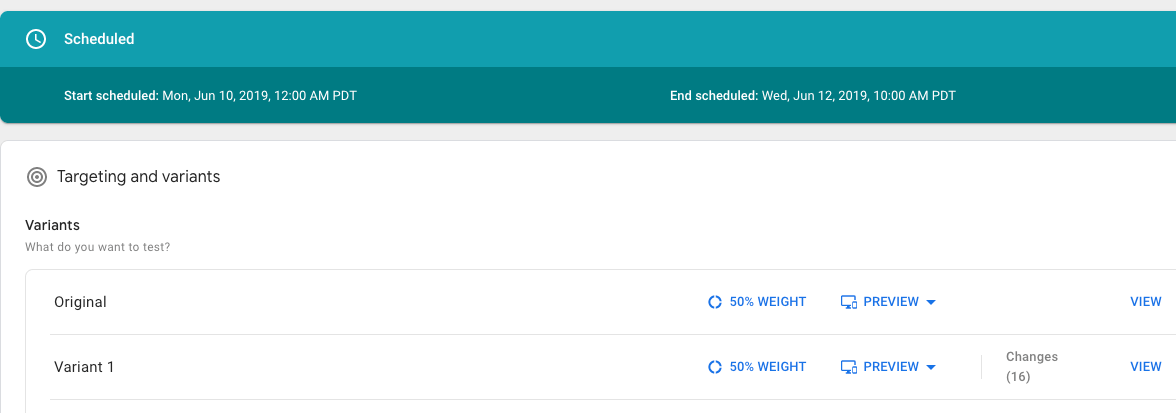 Scheduled
Start scheduled: Mon, Jun 10, 2019, 12:00 AM PDT
End scheduled: Wed, Jun 12, 2019, 10:00 AM PDT
Targeting and variants
Variants
What do you want to test?
Original
50% WEIGHT
PREVIEW
VIEW
Variant 1
50% WEIGHT
PREVIEW
Changes
(16)
VIEW